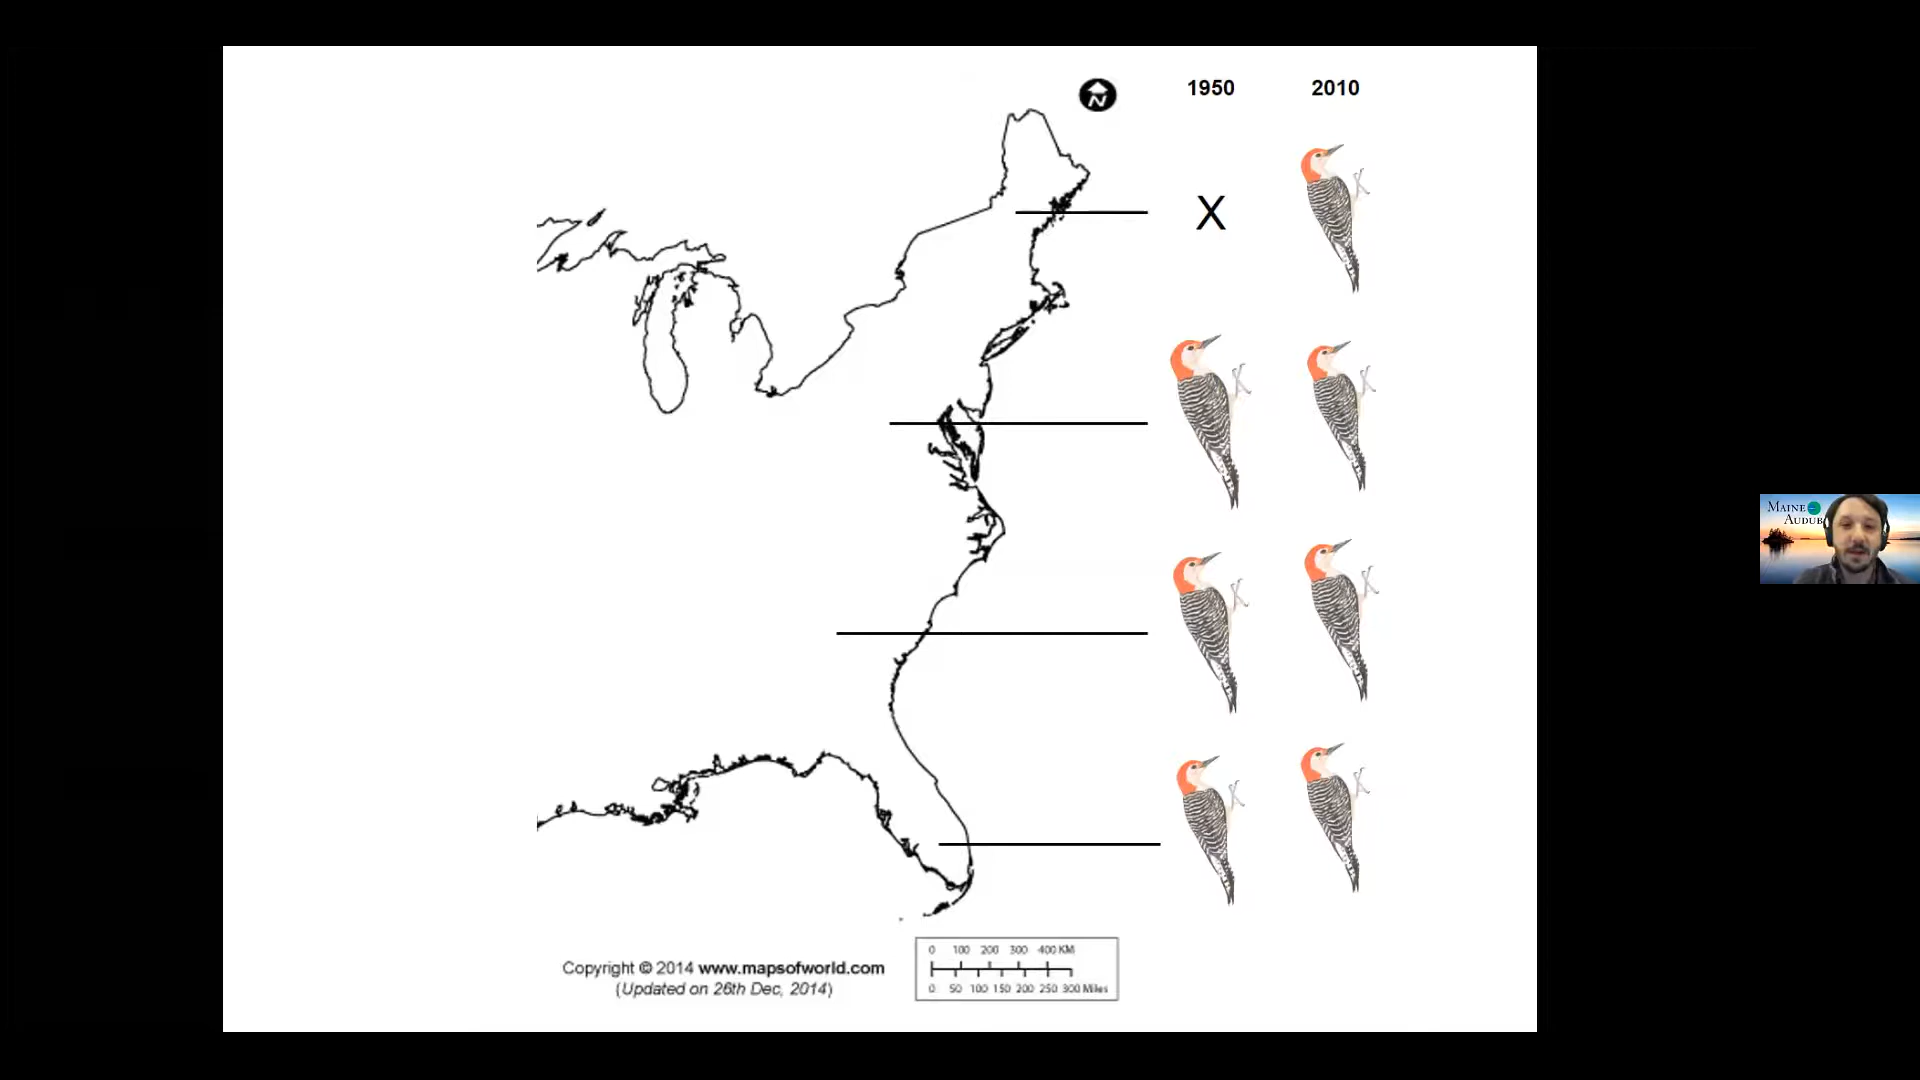 1950 2010
N
X
Copyright © 2014 www.mapsofworld.com
(Updated on 26th Dec, 2014)
0 100 200 300 400 KM
0 50 100 150 200 250 300 Miles
MAINE
AUDUB